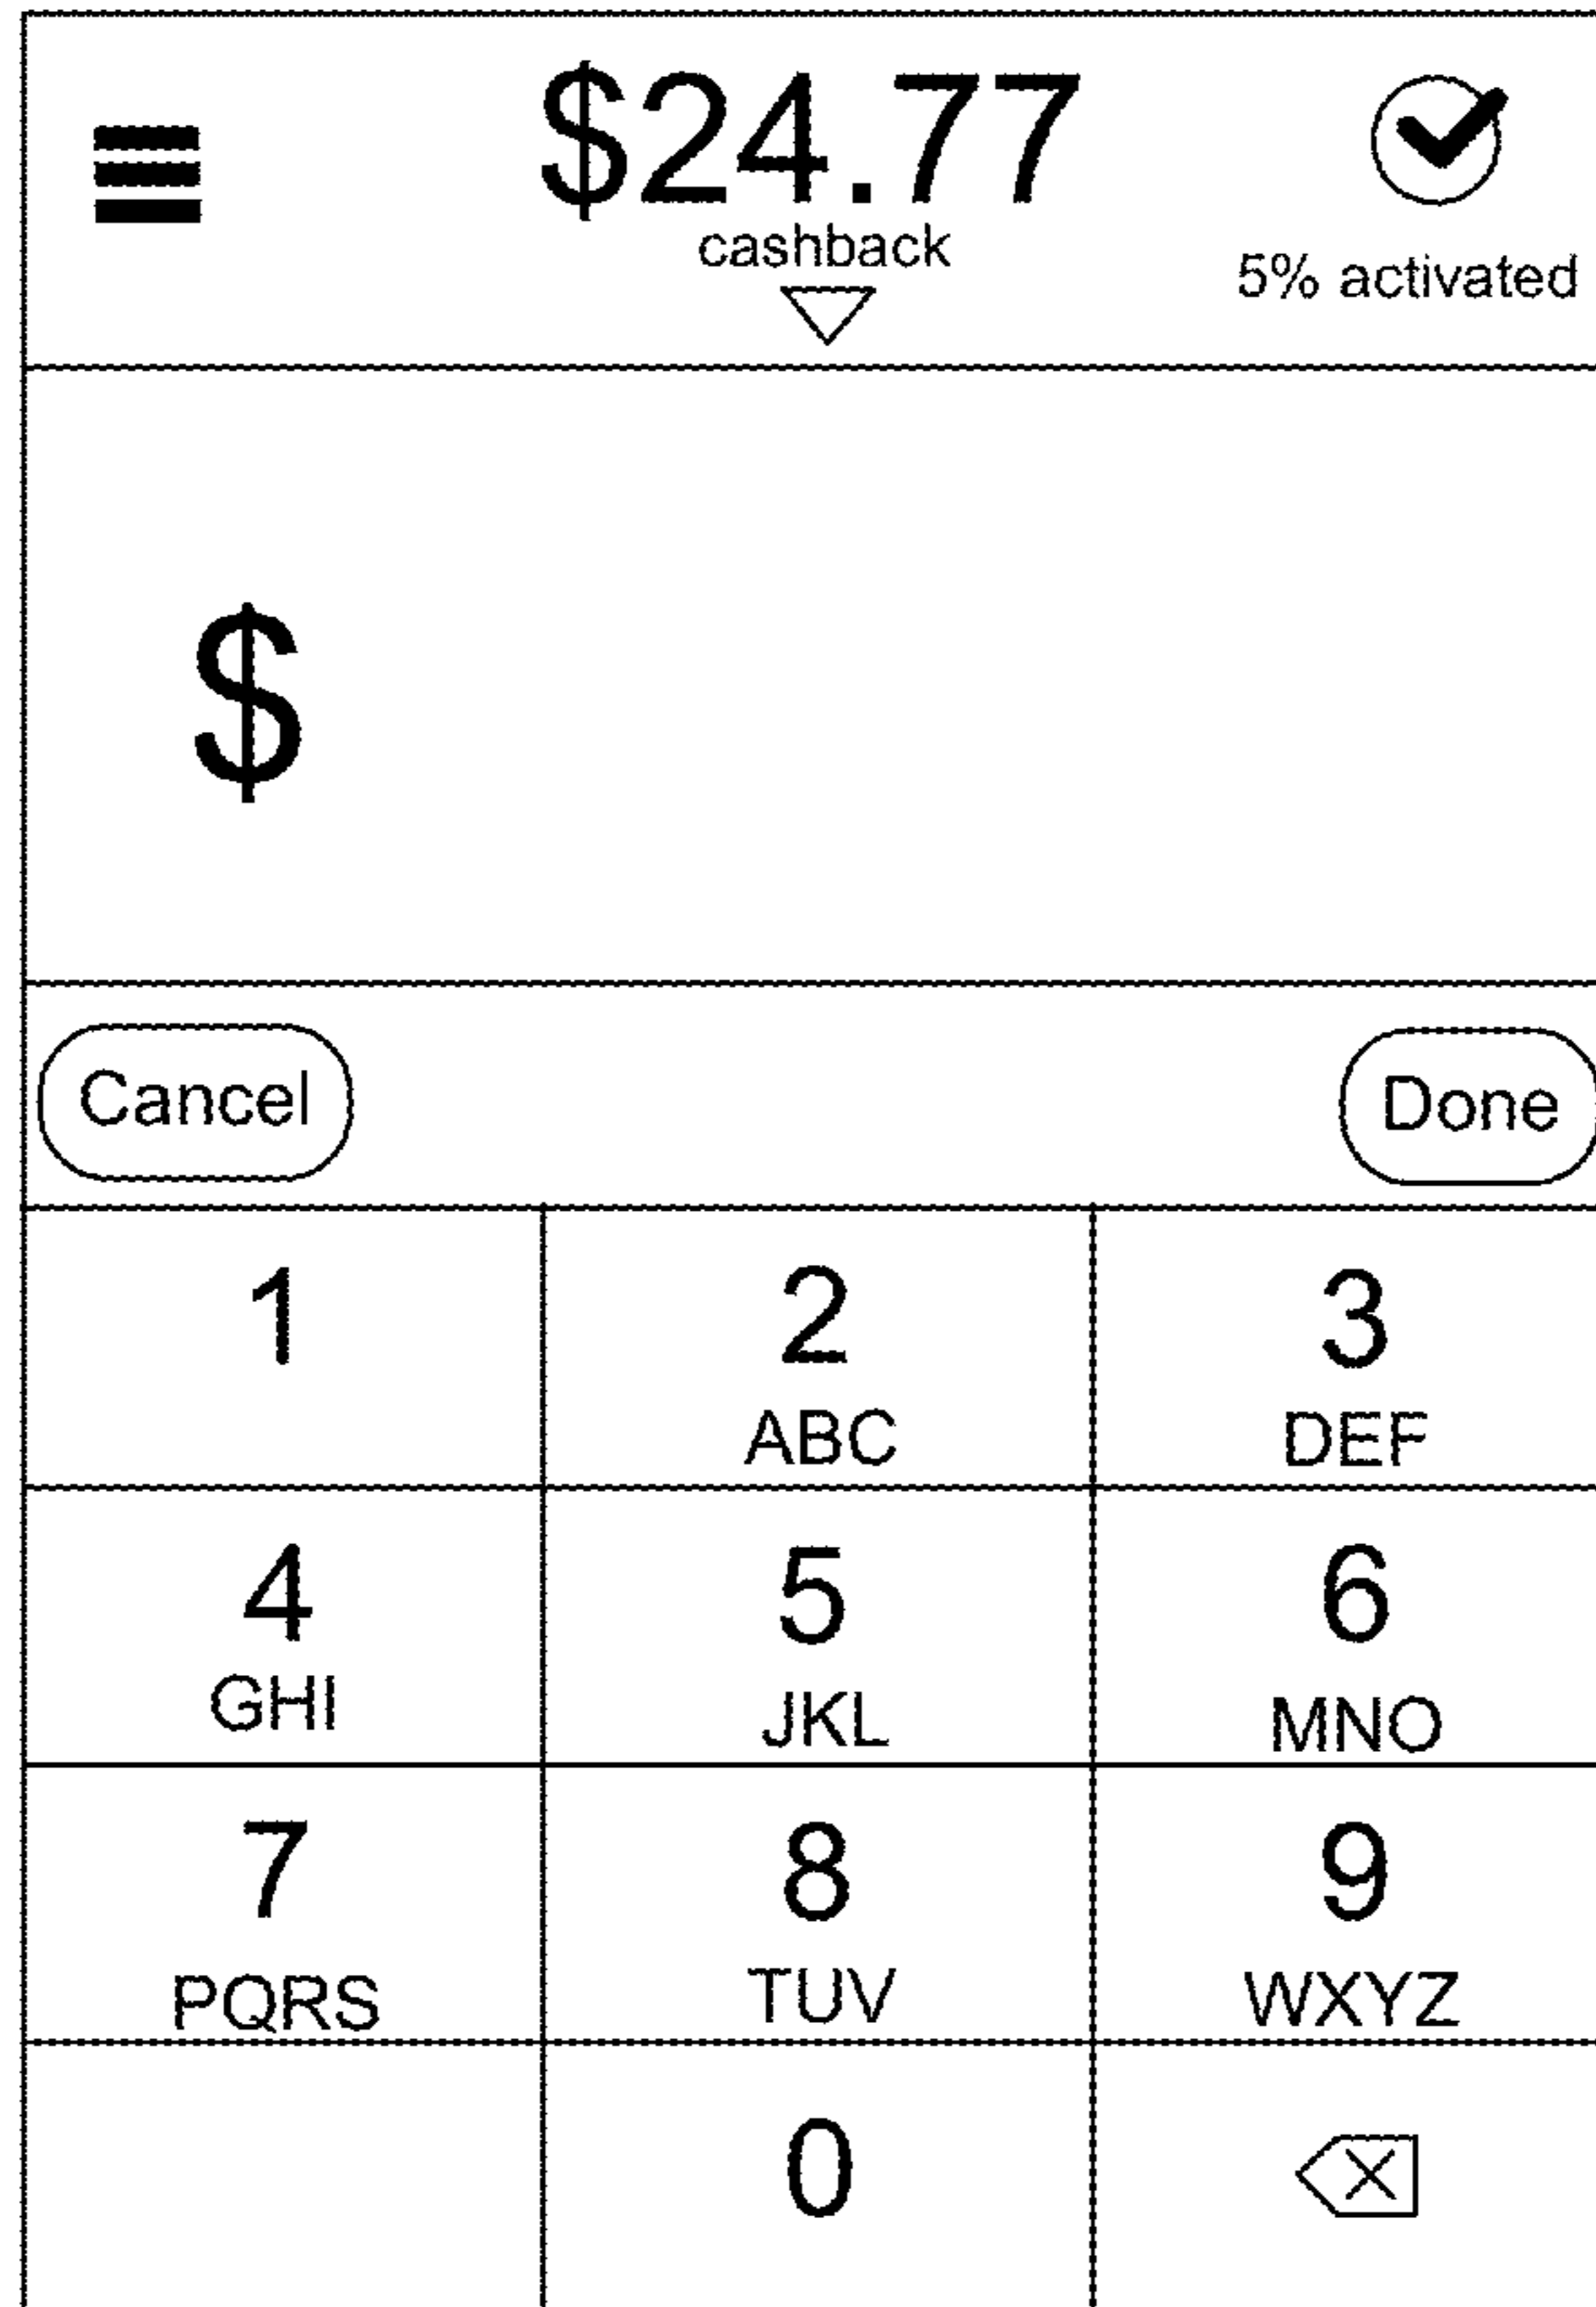 $24.77
cashback
5% activated
$
Cancel
Done
1
2
3
ABC
DEF
4
5
6
GHI
JKL
MNO
7
8
9
PQRS
TUV
WXYZ
0